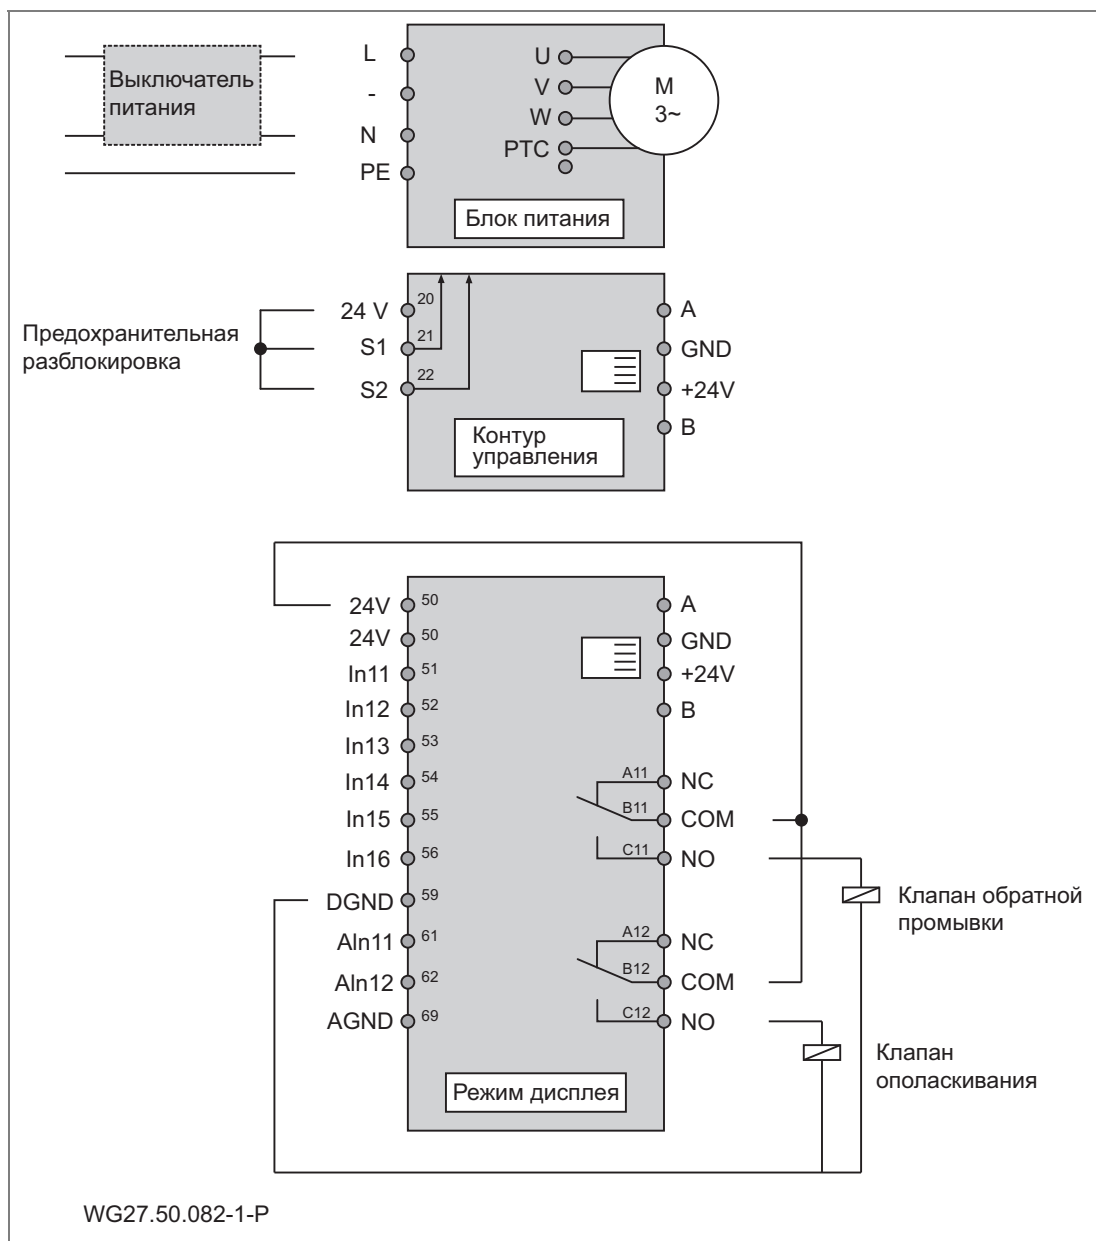 Выключатель
питания
L
-
N
PE
U
V
W
PTC
M
3~
Блок питания
Предохранительная
разблокировка
24 V
S1
S2
20
21
22
A
GND
+24V
B
Контур
управления
24V 50
24V 50
In11 51
In12 52
In13 53
In14 54
In15 55
In16 56
DGND 59
AIn11 61
AIn12 62
AGND 69
A
GND
+24V
B
A11 NC
B11 COM
C11 NO
A12 NC
B12 COM
C12 NO
Клапан обратной
промывки
Клапан
ополаскивания
Режим дисплея
WG27.50.082-1-P